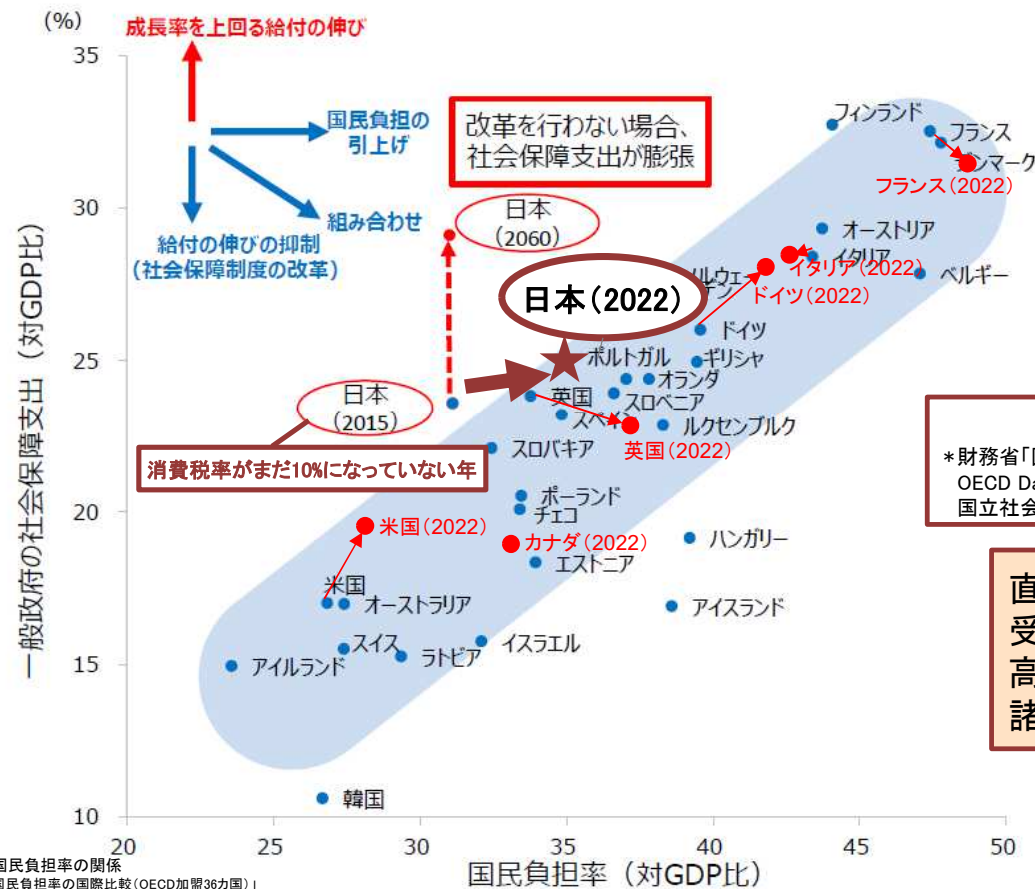 (%)
成長率を上回る給付の伸び
国民負担の
引上げ
組み合わせ
給付の伸びの抑制
(社会保障制度の改革)
改革を行わない場合、
社会保障支出が膨張
日本
(2060)
日本(2022)
日本
(2015)
消費税率がまだ10%になっていない年
フィンランド
フランス
デンマーク
フランス(2022)
オーストリア
イタリア
イタリア(2022)
ドイツ(2022)
ベルギー
ドイツ
ポルトガル
ギリシャ
オランダ
英国
スロベニア
スペイン
ルクセンブルク
英国(2022)
スロバキア
ポーランド
チェコ
米国(2022)
カナダ(2022)
ハンガリー
エストニア
米国
オーストラリア
アイスランド
スイス
イスラエル
アイルランド
ラトビア
韓国
*財務省「
OECD Da
国立社会
直
受
高
諸
一般政府の社会保障支出(対GDP比)
35
30
25
20
15
10
20
25
30
35
40
45
50
国民負担率(対GDP比)
国民負担率の関係
国民負担率の国際比較(OECD加盟36カ国)」